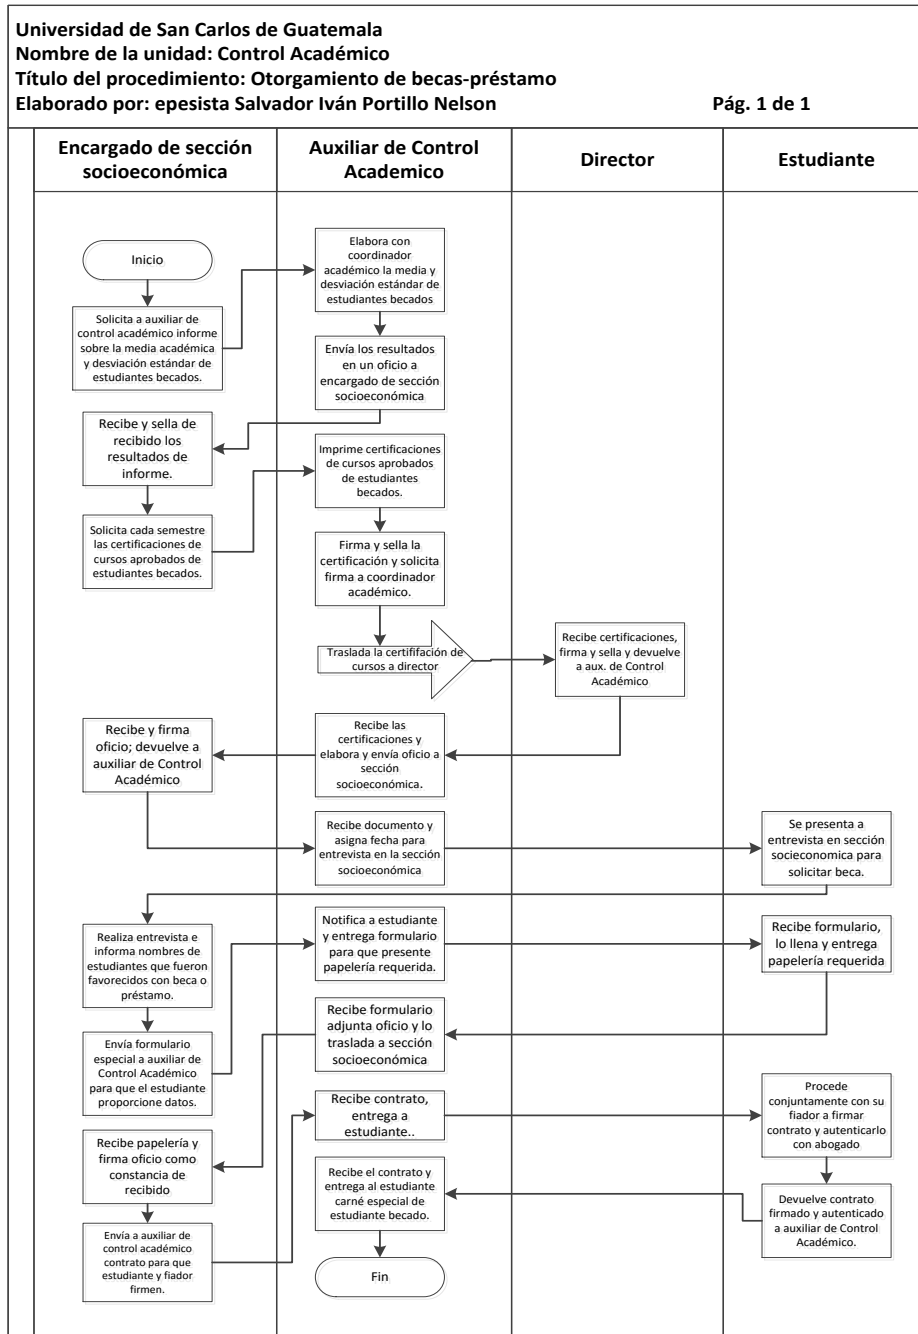 Universidad de San Carlos de Guatemala
Nombre de la unidad: Control Académico
Título del procedimiento: Otorgamiento de becas-préstamo
Elaborado por: epesista Salvador Iván Portillo Nelson
Pág. 1 de 1
Encargado de sección
socioeconómica
Auxiliar de Control
Academico
Director
Estudiante
Inicio
Solicita a auxiliar de
control académico informe
sobre la media académica
y desviación estándar de
estudiantes becados.
Elabora con
coordinador
académico la media y
desviación estándar de
estudiantes becados
Envía los resultados
en un oficio a
encargado de sección
socioeconómica
Recibe y sella de
recibido los
resultados de
informe.
Solicita cada semestre
las certificaciones de
cursos aprobados de
estudiantes becados.
Imprime certificaciones
de cursos aprobados
de estudiantes
becados.
Firma y sella la
certificación y solicita
firma a coordinador
académico.
Traslada la certififación de
cursos a director
Recibe certificaciones,
firma y sella y devuelve
a aux. de Control
Académico
Recibe las
certificaciones y
elabora y envía oficio a
sección
socioeconómica.
Recibe y firma
oficio; devuelve a
auxiliar de Control
Académico
Recibe documento y
asigna fecha para
entrevista en la sección
socioeconómica
Se presenta a
entrevista en sección
socieconomica para
solicitar beca.
Realiza entrevista e
informa nombres de
estudiantes que fueron
favorecidos con beca o
préstamo.
Envía formulario
especial a auxiliar de
Control Académico
para que el estudiante
proporcione datos.
Notifica a estudiante
y entrega formulario
para que presente
papelería requerida.
Recibe formulario,
lo llena y entrega
papelería requerida
Recibe formulario
adjunta oficio y lo
traslada a sección
socioeconómica
Recibe papelería y
firma oficio como
constancia de
recibido
Envía a auxiliar de
control académico
contrato para que
estudiante y fiador
firmen.
Recibe contrato,
entrega a
estudiante..
Procede
conjuntamente con su
fiador a firmar
contrato y autenticarlo
con abogado
Devuelve contrato
firmado y autenticado
a auxiliar de Control
Académico.
Recibe el contrato y
entrega al estudiante
carné especial de
estudiante becado.
Fin